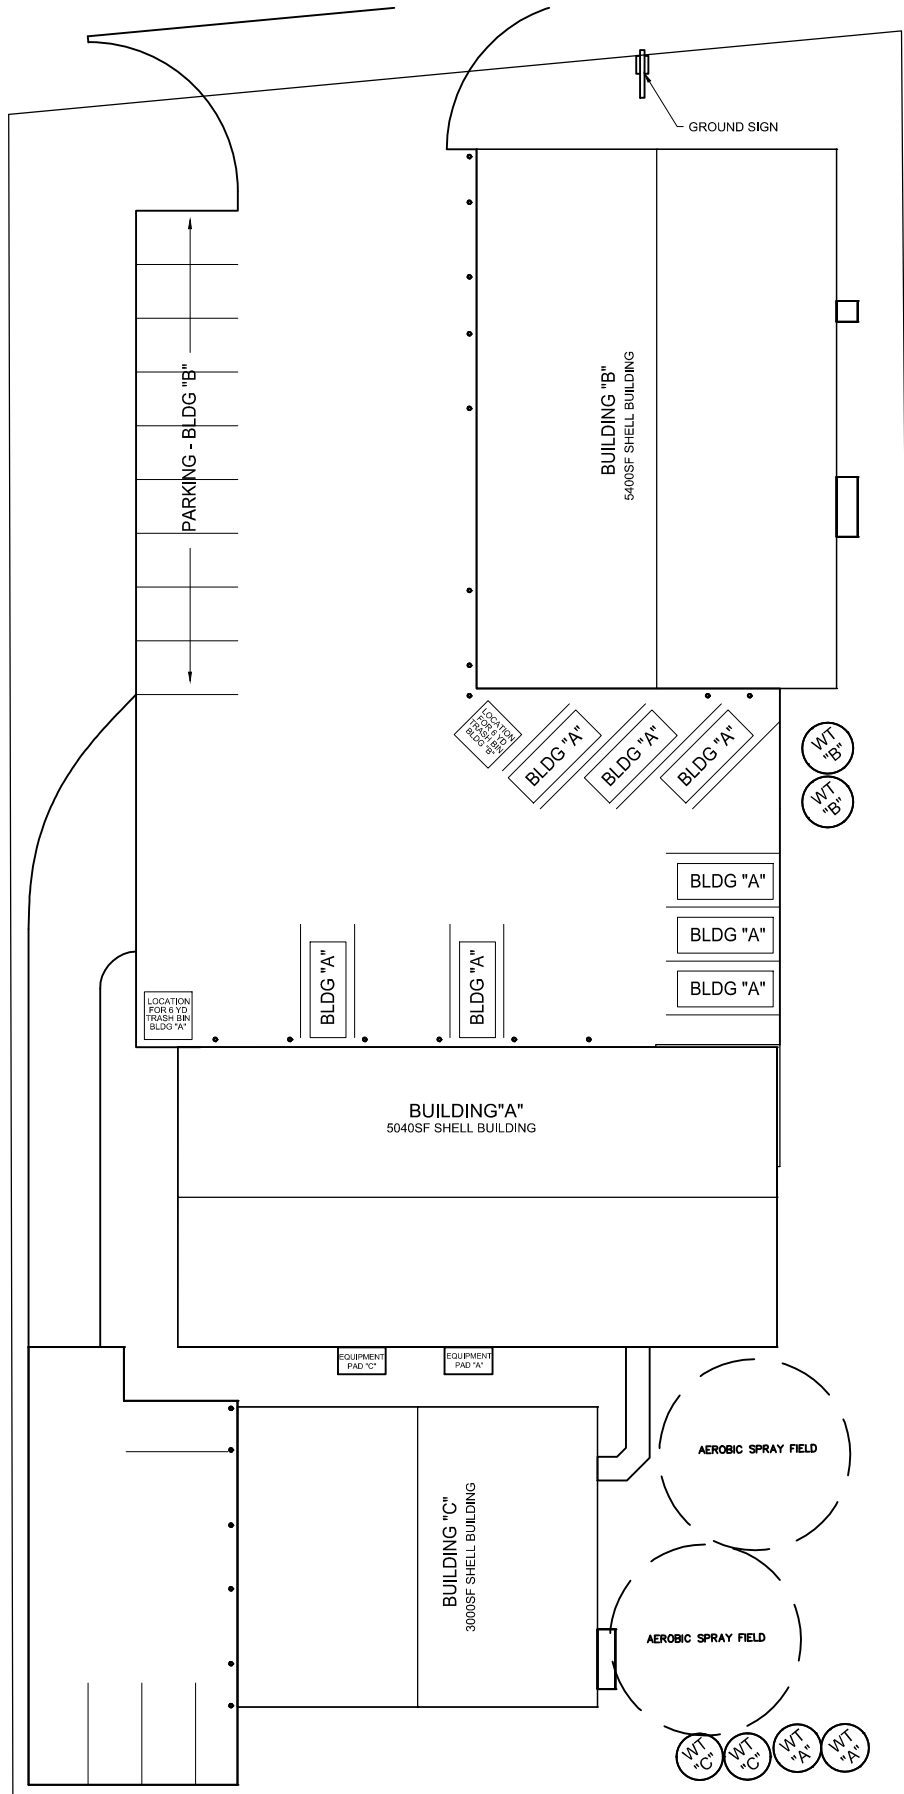 GROUND SIGN
PARKING - BLDG "B"
BUILDING "B"
5400SF SHELL BUILDING
LOCATION
FOR 6 YD
TRASH BIN
BLDG "B"
BLDG "A"
BLDG "A"
BLDG "A"
WT
"B"
WT
"B"
BLDG "A"
BLDG "A"
BLDG "A"
BLDG "A"
BLDG "A"
LOCATION
FOR 6 YD
TRASH BIN
BLDG "A"
BUILDING"A"
5040SF SHELL BUILDING
EQUIPMENT
PAD "C"
EQUIPMENT
PAD "A"
AEROBIC SPRAY FIELD
BUILDING "C"
3000SF SHELL BUILDING
AEROBIC SPRAY FIELD
WT
"C"
WT
"C"
WT
"A"
WT
"A"